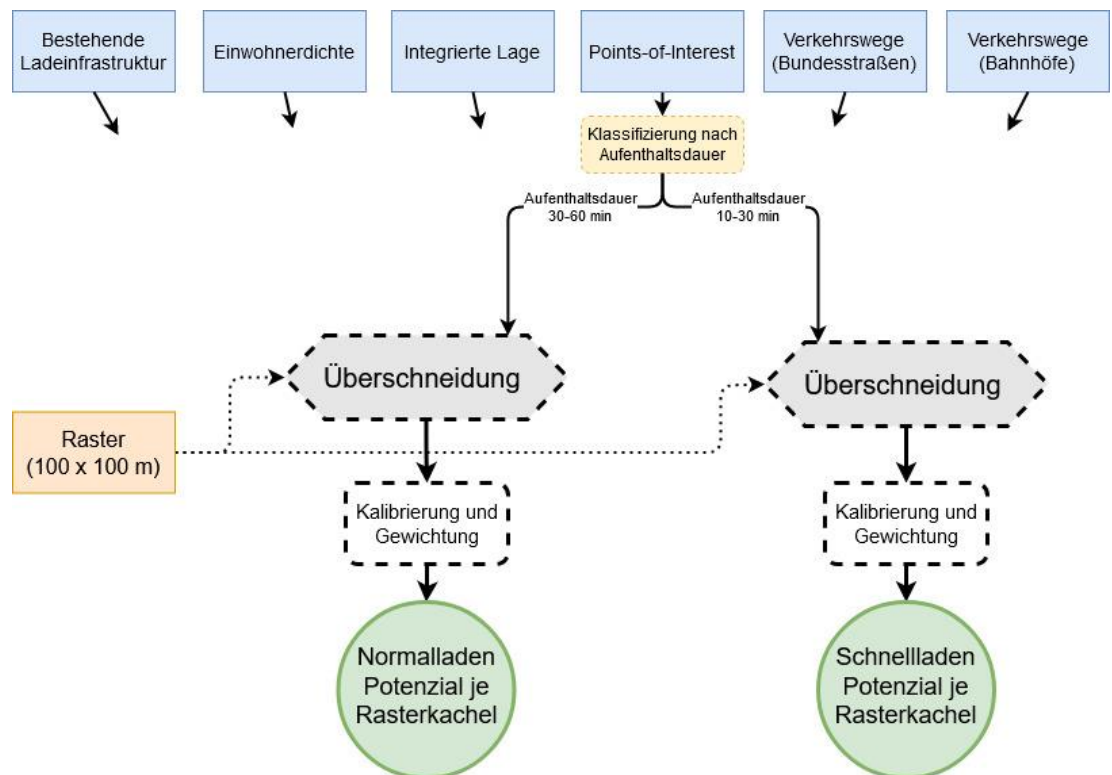 Bestehende
Ladeinfrastruktur
Einwohnerdichte
Integrierte Lage
Points-of-Interest
Verkehrswege
(Bundesstraßen)
Verkehrswege
(Bahnhöfe)
Klassifizierung nach
Aufenthaltsdauer
Aufenthaltsdauer
30-60 min
Aufenthaltsdauer
10-30 min
Überschneidung
Überschneidung
Raster
(100 x 100 m)
Kalibrierung und
Gewichtung
Kalibrierung und
Gewichtung
Normalladen
Potenzial je
Rasterkachel
Schnellladen
Potenzial je
Rasterkachel